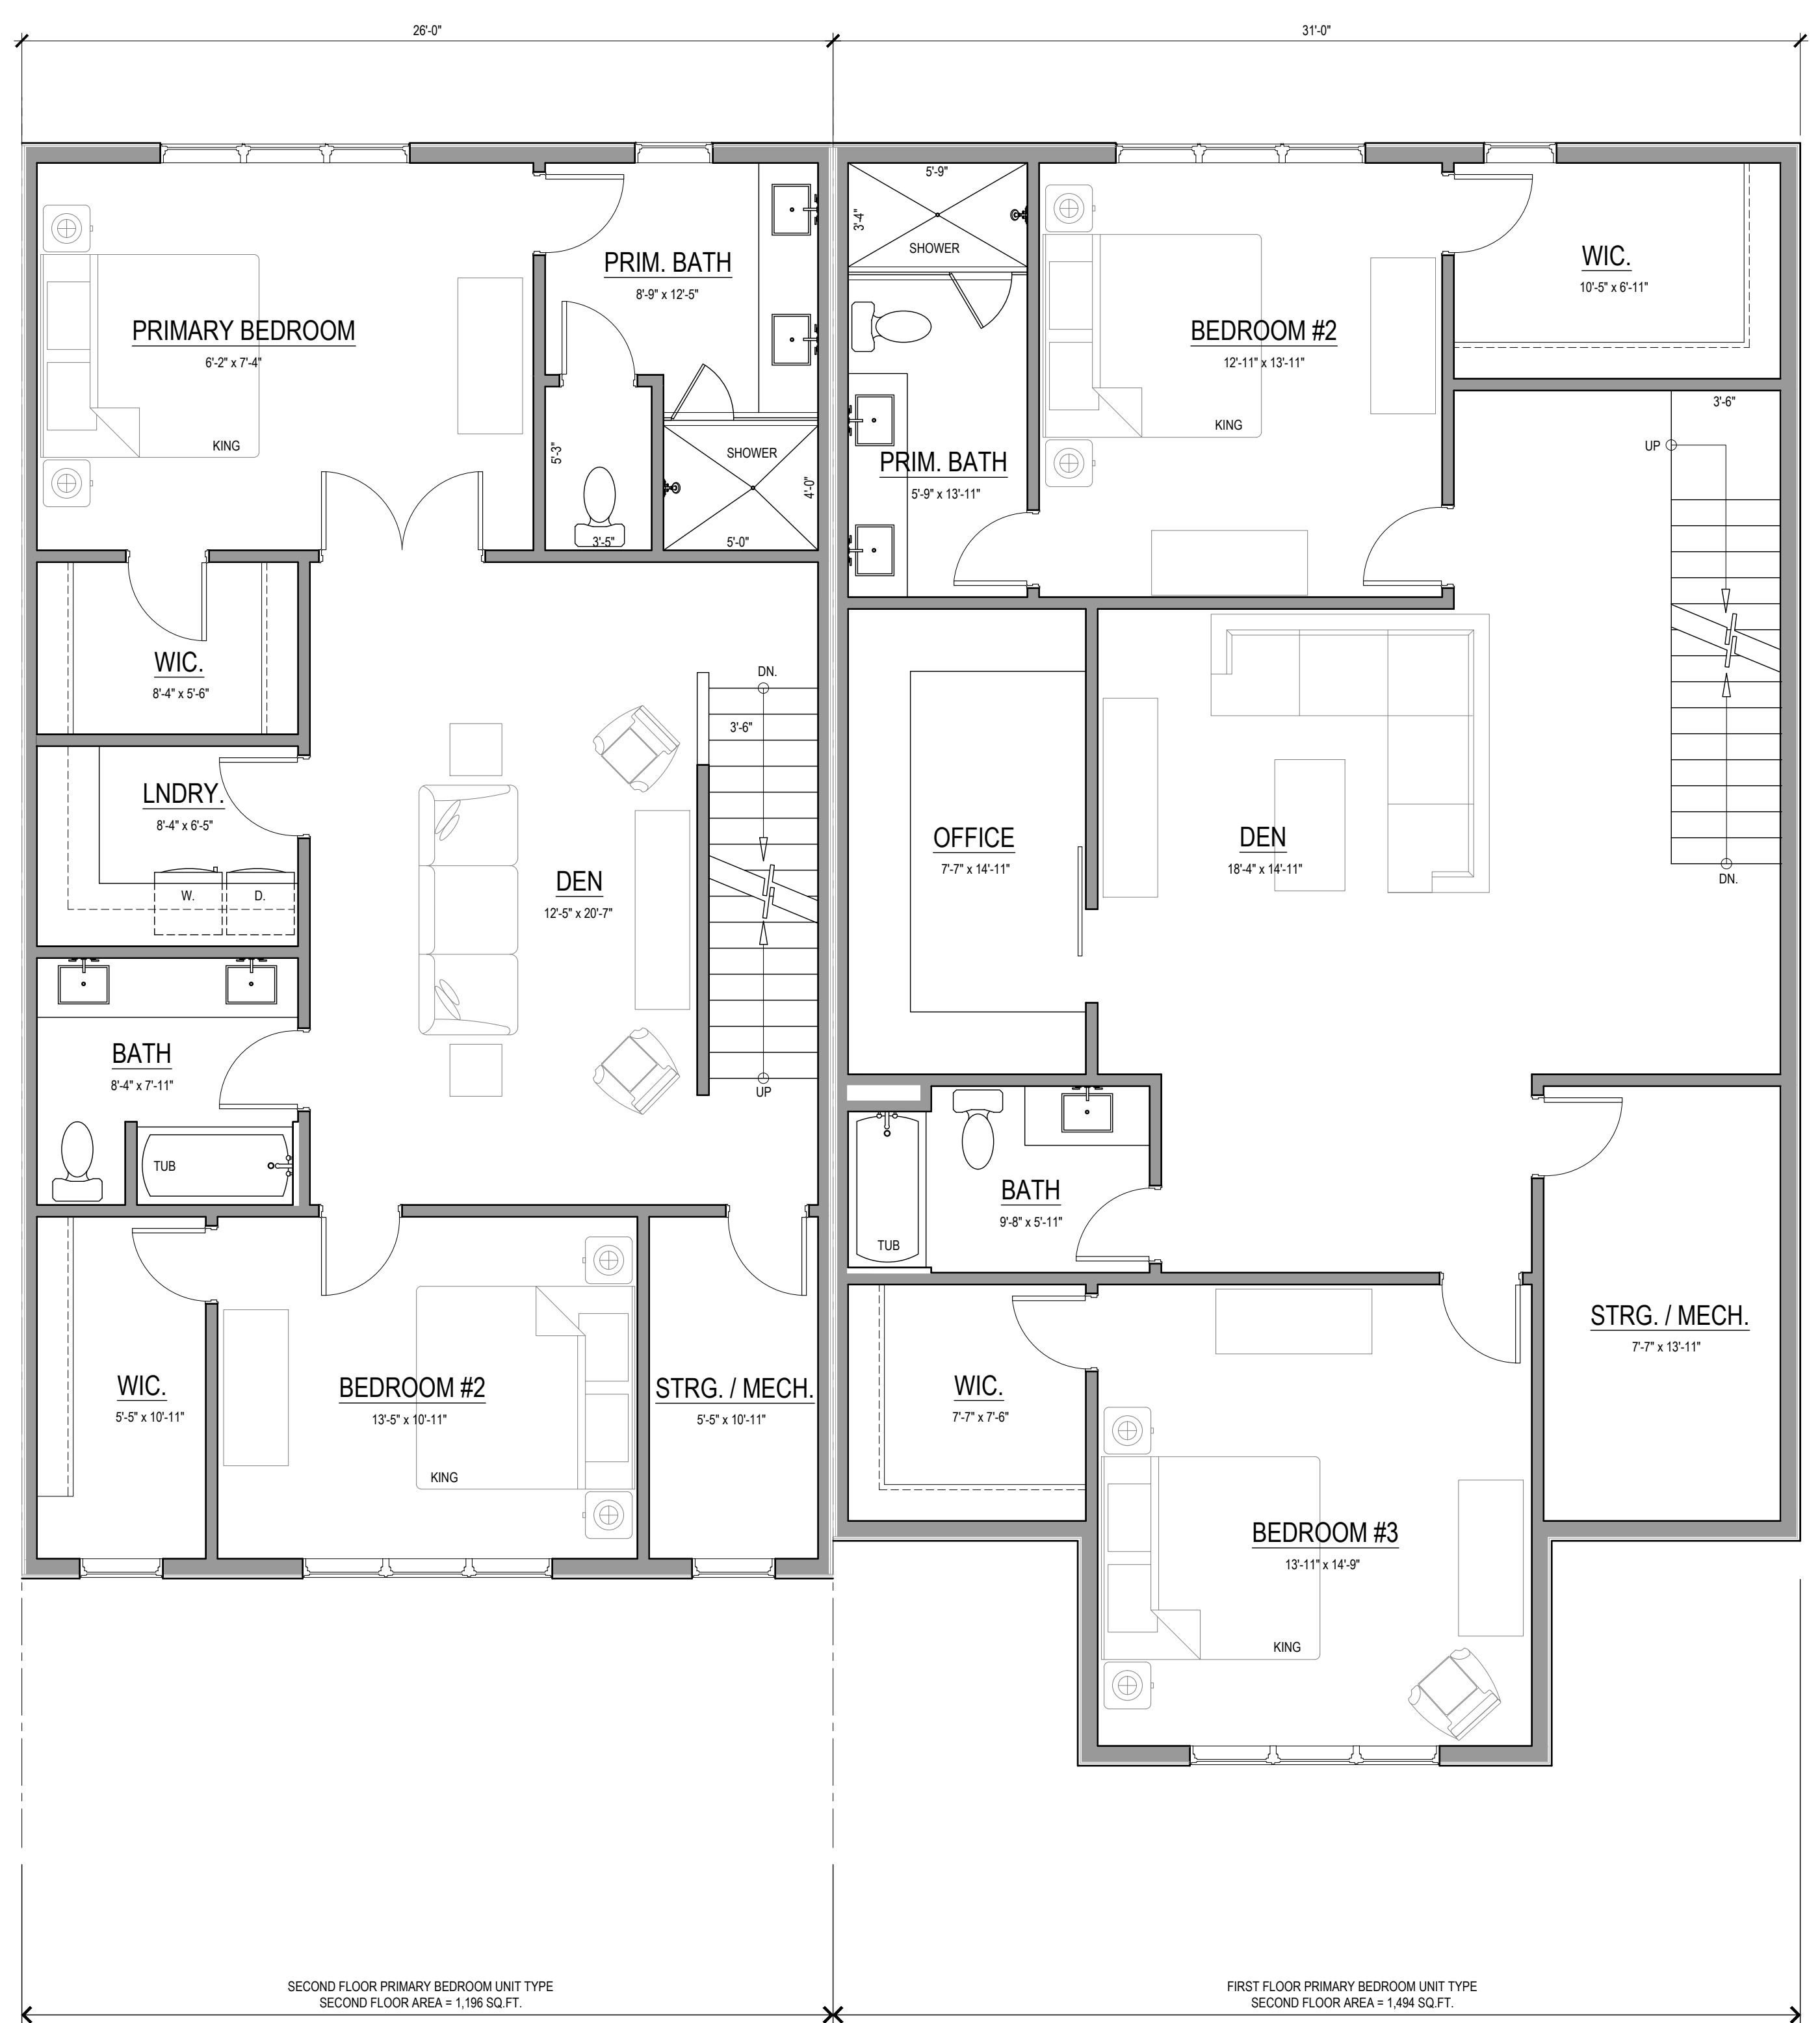 26'-0"
31'-0"
PRIMARY BEDROOM
6'-2" x 7'-4"
KING
PRIM. BATH
8'-9" x 12'-5"
5'-3"
3'-5"
SHOWER
4'-0"
5'-0"
WIC.
8'-4" x 5'-6"
LNDRY.
8'-4" x 6'-5"
W.
D.
DEN
12'-5" x 20'-7"
DN.
3'-6"
UP
BATH
8'-4" x 7'-11"
TUB
WIC.
5'-5" x 10'-11"
BEDROOM #2
13'-5" x 10'-11"
KING
STRG. / MECH.
5'-5" x 10'-11"
5'-9"
3'-4"
SHOWER
PRIM. BATH
5'-9" x 13'-11"
BEDROOM #2
12'-11" x 13'-11"
KING
WIC.
10'-5" x 6'-11"
3'-6"
UP
DN.
OFFICE
7'-7" x 14'-11"
DEN
18'-4" x 14'-11"
BATH
9'-8" x 5'-11"
TUB
STRG. / MECH.
7'-7" x 13'-11"
WIC.
7'-7" x 7'-6"
BEDROOM #3
13'-11" x 14'-9"
KING
SECOND FLOOR PRIMARY BEDROOM UNIT TYPE
SECOND FLOOR AREA = 1,196 SQ.FT.
FIRST FLOOR PRIMARY BEDROOM UNIT TYPE
SECOND FLOOR AREA = 1,494 SQ.FT.